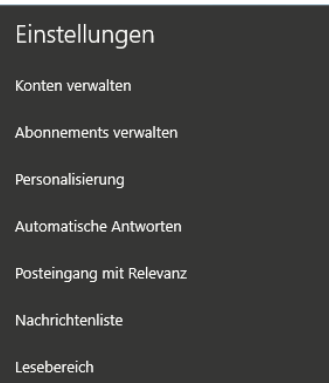 Einstellungen
Konten verwalten
Abonnements verwalten
Personalisierung
Automatische Antworten
Posteingang mit Relevanz
Nachrichtenliste
Lesebereich